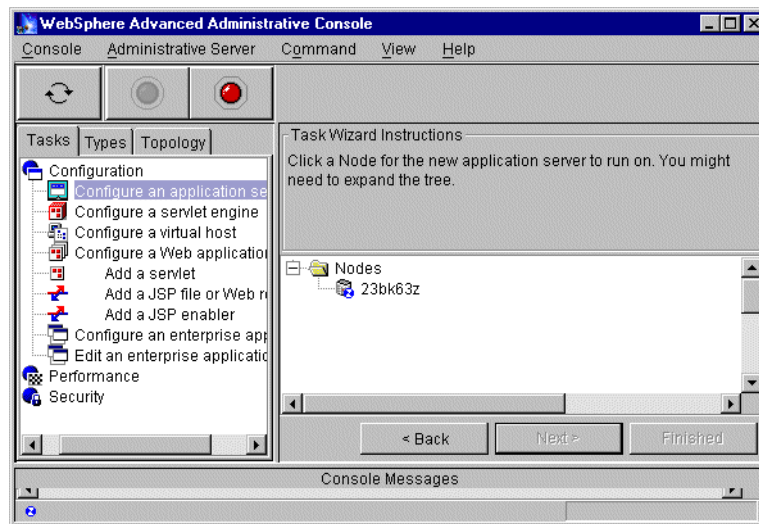 WebSphere Advanced Administrative Console
Console Administrative Server Command View Help
Tasks Types Topology
Configuration
Configure an application se
Configure a servlet engine
Configure a virtual host
Configure a Web application
Add a servlet
Add a JSP file or Web r
Add a JSP enabler
Configure an enterprise app
Edit an enterprise applicatio
Performance
Security
Task Wizard Instructions
Click a Node for the new application server to run on. You might
need to expand the tree.
Nodes
23bk63z
< Back Next > Finished
Console Messages